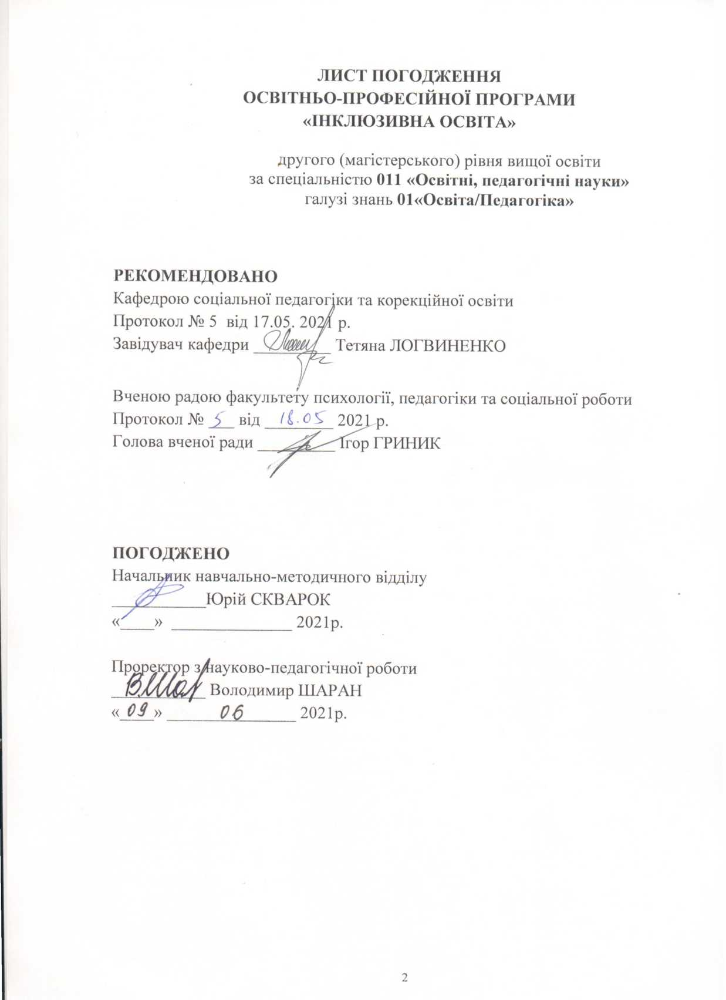 ЛИСТ ПОГОДЖЕННЯ
ОСВІТНЬО-ПРОФЕСІЙНОЇ ПРОГРАМИ
«ІНКЛЮЗИВНА ОСВІТА»
другого (магістерського) рівня вищої освіти
за спеціальністю 011 «Освітні, педагогічні науки»
галузі знань 01«Освіта/Педагогіка»
РЕКОМЕНДОВАНО
Кафедрою соціальної педагогіки та корекційної освіти
Протокол № 5 від 17.05. 2021 р.
Завідувач кафедри _________ Тетяна ЛОГВИНЕНКО
Вченою радою факультету психології, педагогіки та соціальної роботи
Протокол № 5 від 18.05 2021 р.
Голова вченої ради _________ Ігор ГРИНИК
ПОГОДЖЕНО
Начальник навчально-методичного відділу
___________Юрій СКВАРОК
«____» ______________ 2021р.
Проректор з науково-педагогічної роботи
___________ Володимир ШАРАН
«09» 06 2021р.
2